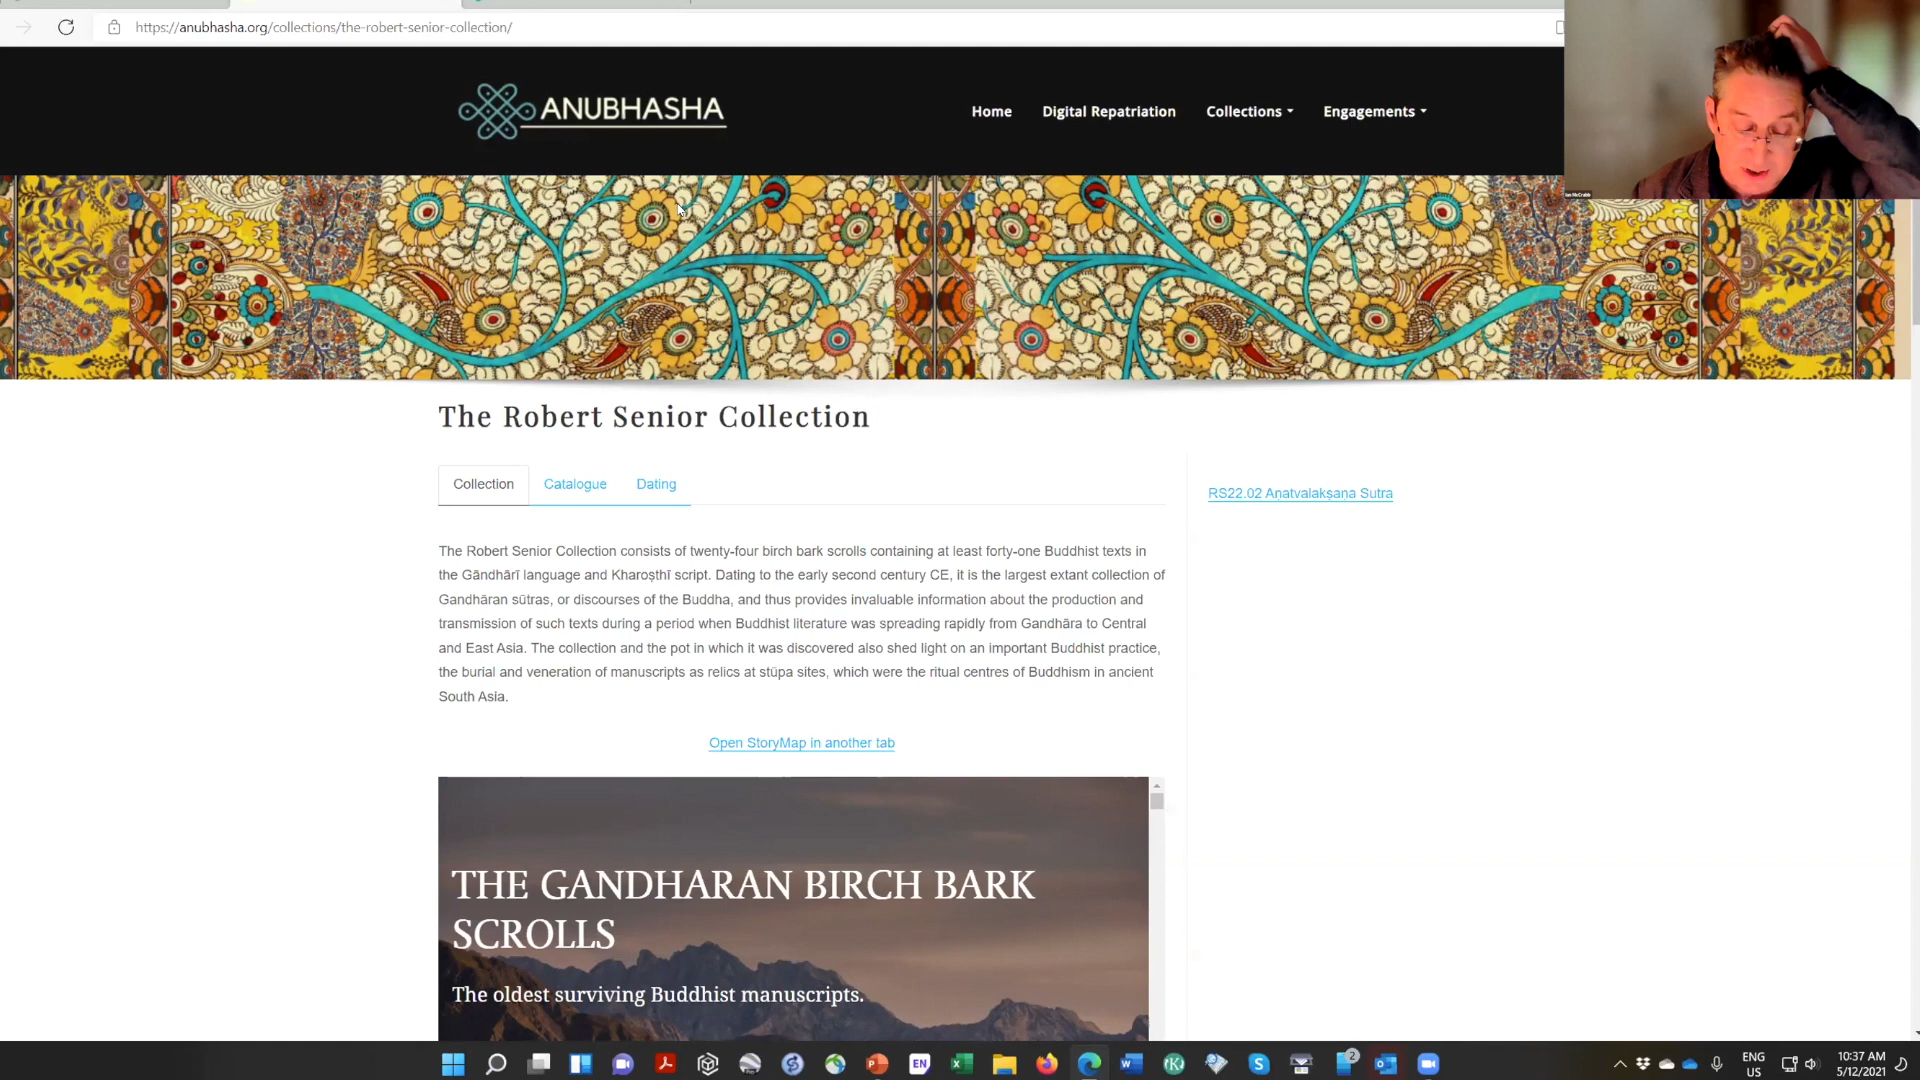 https://anubhasha.org/collections/the-robert-senior-collection/
ANUBHASHA
Home
Digital Repatriation
Collections
Engagements
The Robert Senior Collection
Collection
Catalogue
Dating
RS22.02 Anatvalakṣaṇa Sutra
The Robert Senior Collection consists of twenty-four birch bark scrolls containing at least forty-one Buddhist texts in
the Gāndhārī language and Kharoṣṭhī script. Dating to the early second century CE, it is the largest extant collection of
Gandhāran sūtras, or discourses of the Buddha, and thus provides invaluable information about the production and
transmission of such texts during a period when Buddhist literature was spreading rapidly from Gandhāra to Central
and East Asia. The collection and the pot in which it was discovered also shed light on an important Buddhist practice,
the burial and veneration of manuscripts as relics at stūpa sites, which were the ritual centres of Buddhism in ancient
South Asia.
Open StoryMap in another tab
THE GANDHARAN BIRCH BARK
SCROLLS
The oldest surviving Buddhist manuscripts.
EN
2
ENG
US
10:37 AM
5/12/2021